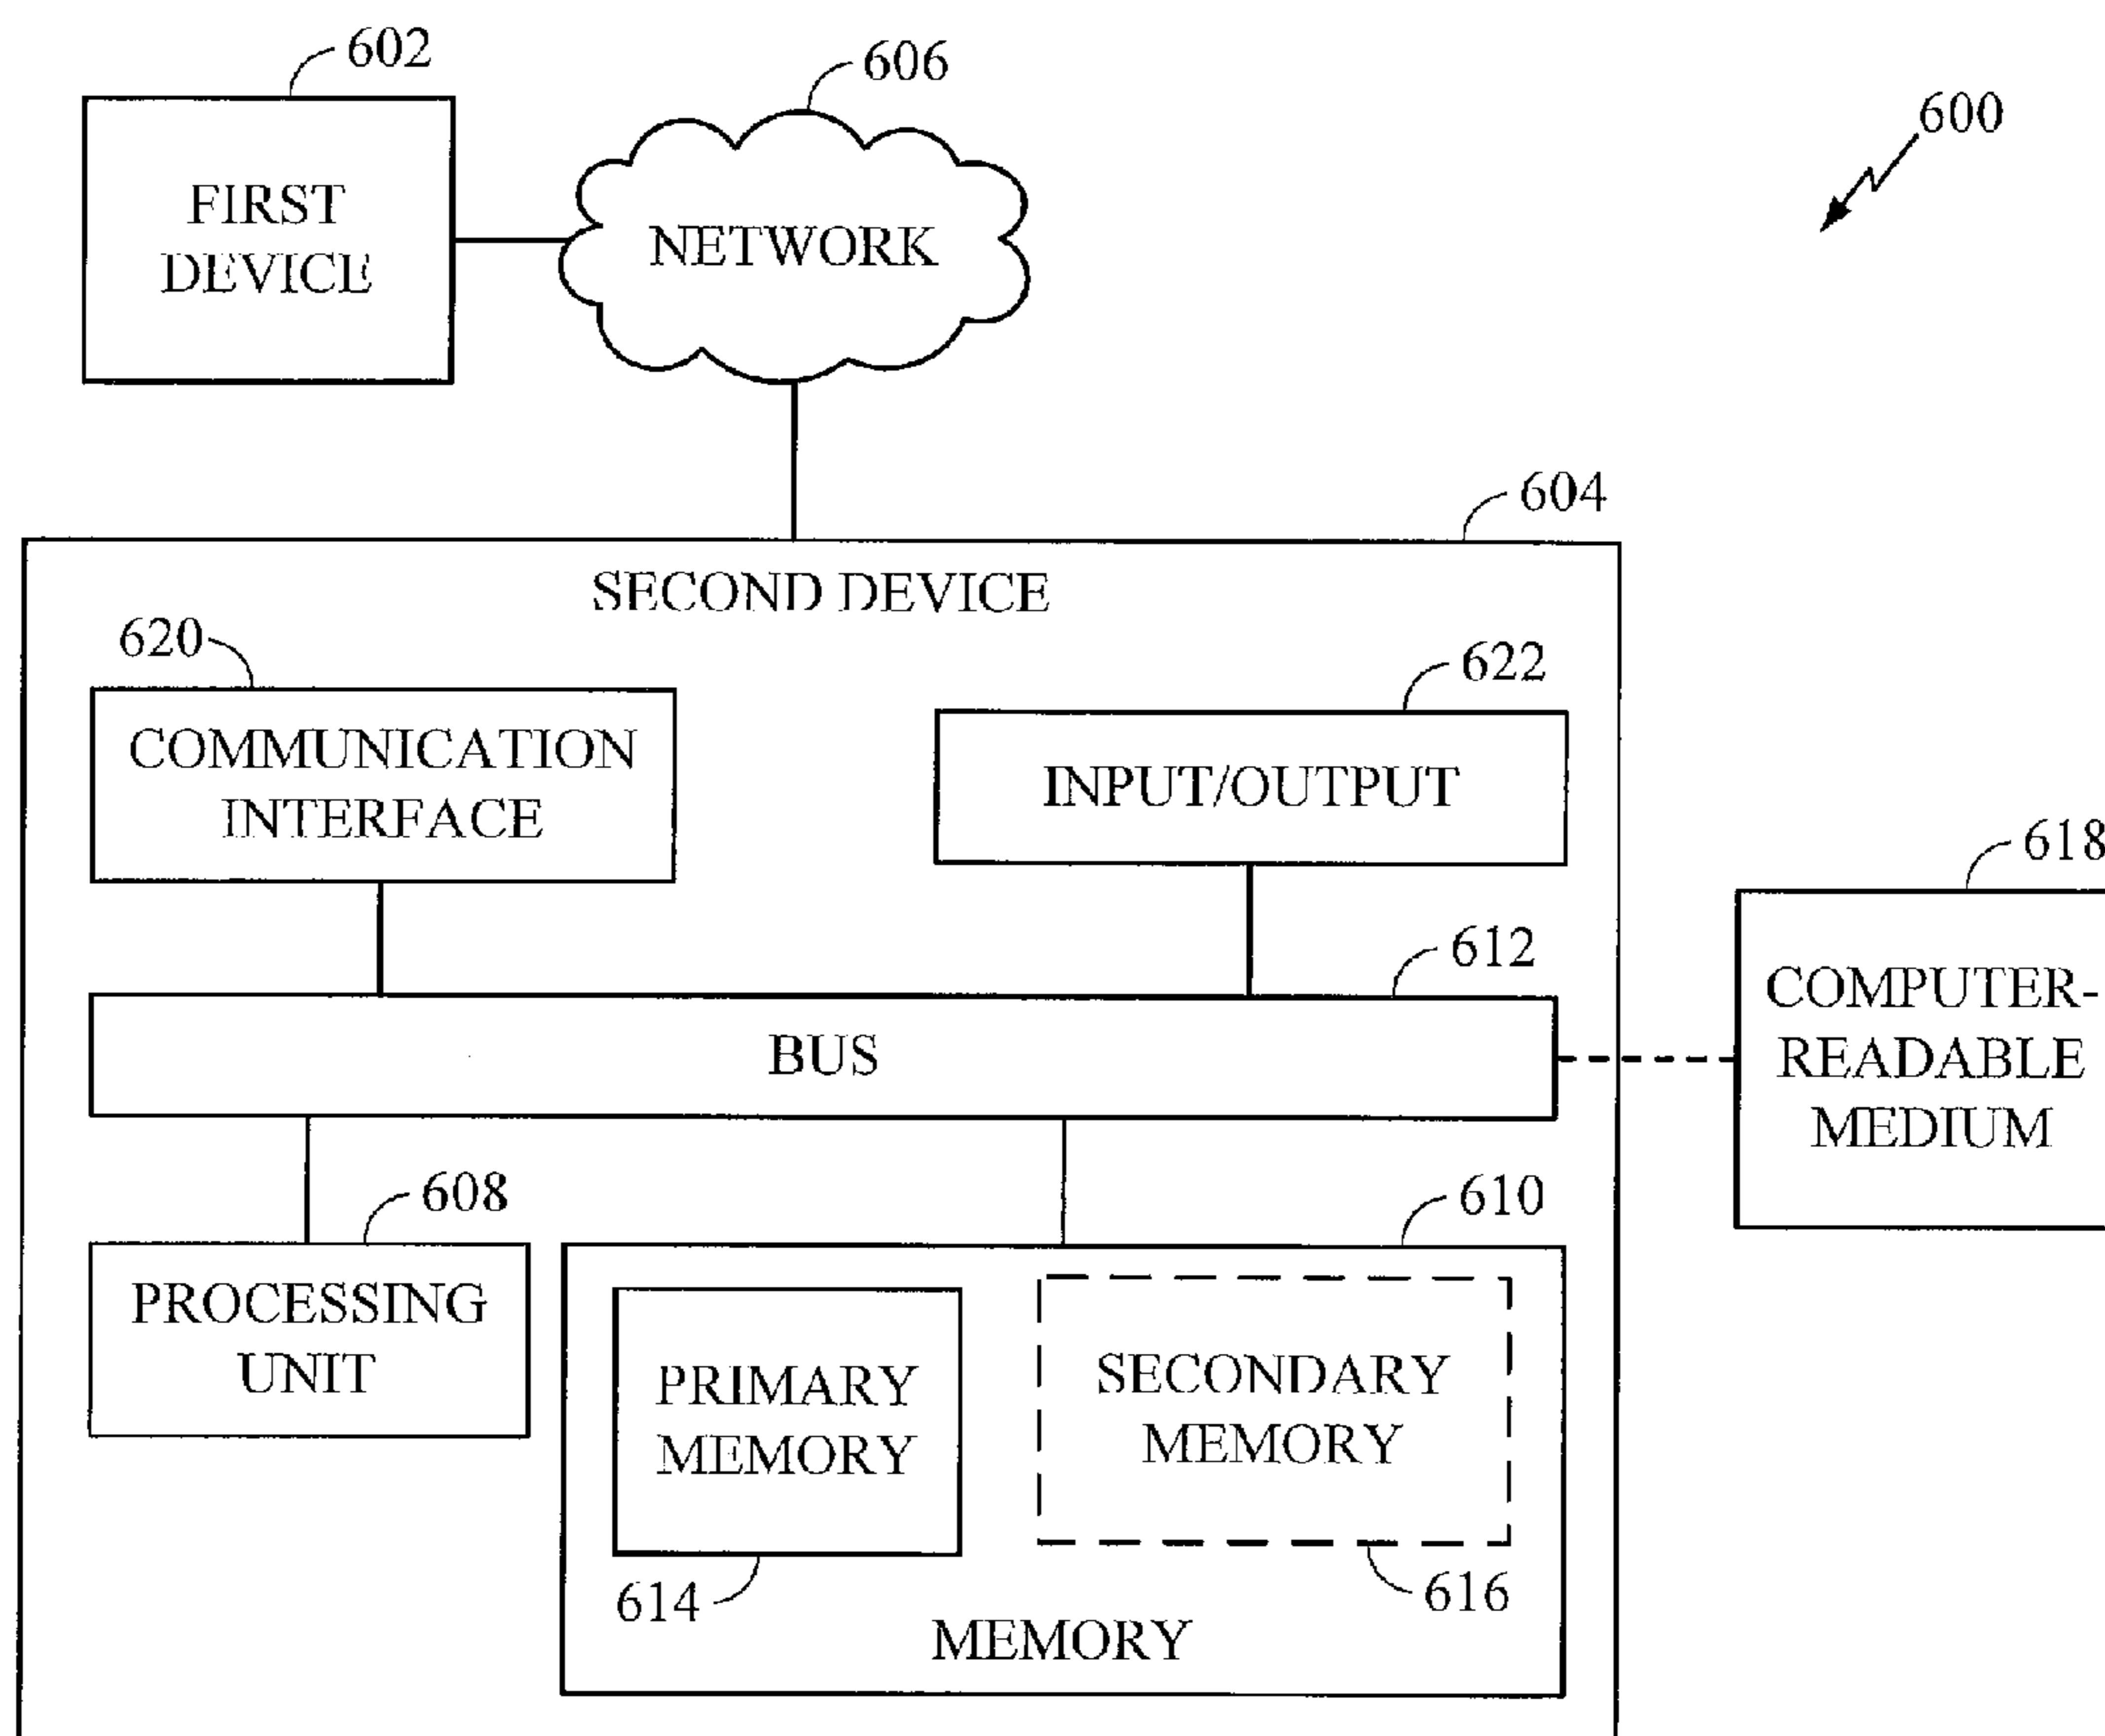 602
606
600
FIRST
DEVICE
NETWORK
604
SECOND DEVICE
620
622
COMMUNICATION
INTERFACE
INPUT/OUTPUT
618
612
COMPUTER-
READABLE
MEDIUM
BUS
608
610
PROCESSING
UNIT
PRIMARY
MEMORY
SECONDARY
MEMORY
614
616
MEMORY